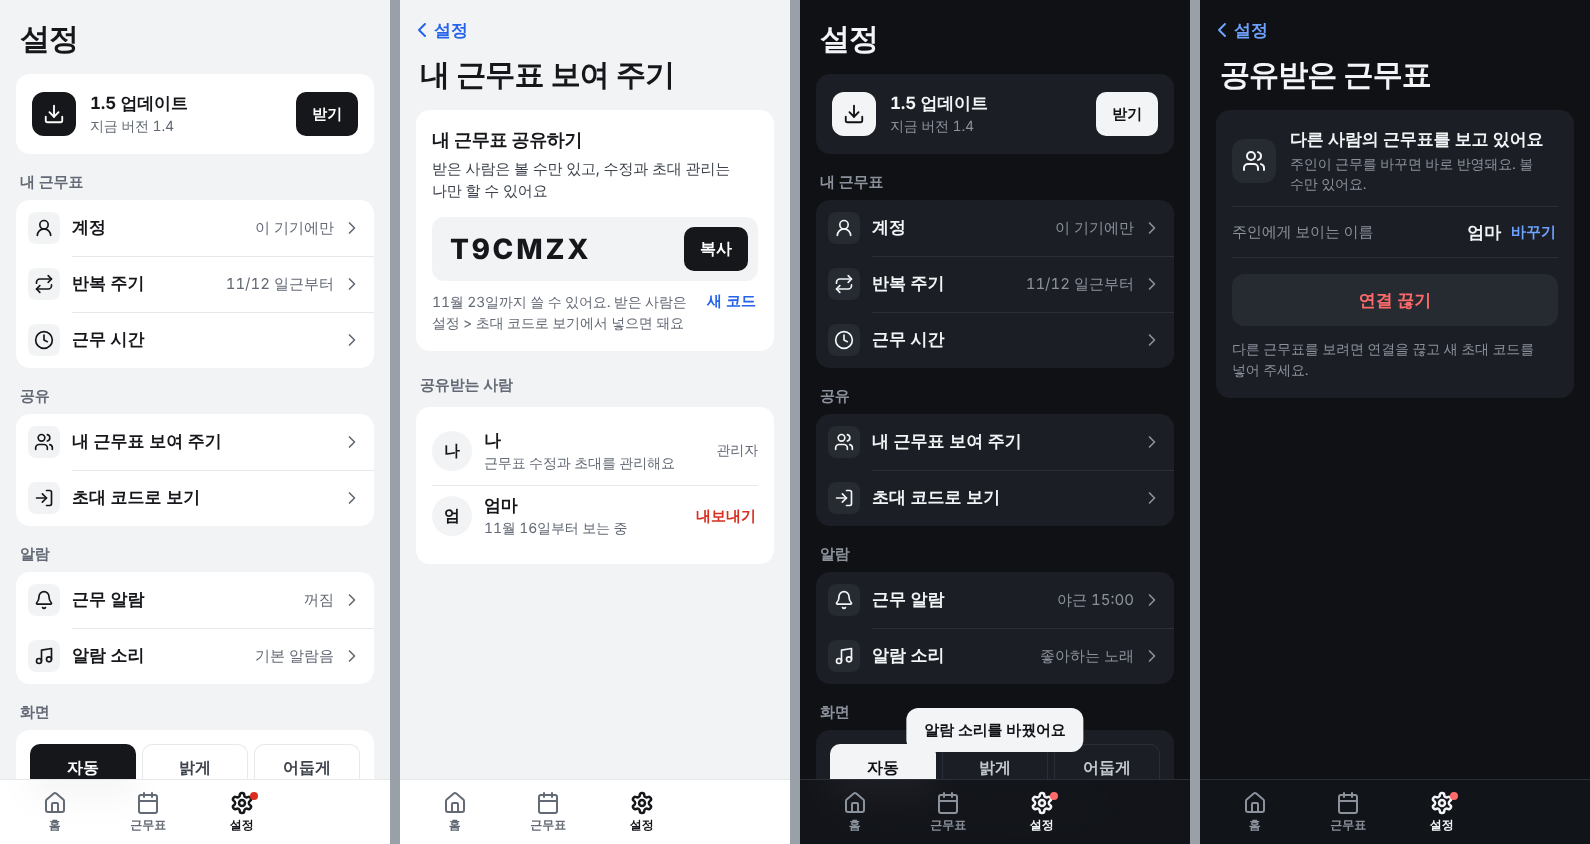 설정
1.5 업데이트
지금 버전 1.4
받기
내 근무표
계정
이 기기에만
반복 주기
11/12 일근부터
근무 시간
공유
내 근무표 보여 주기
초대 코드로 보기
알람
근무 알람
꺼짐
알람 소리
기본 알람음
화면
자동
밝게
어둡게
홈
근무표
설정
설정
내 근무표 보여 주기
내 근무표 공유하기
받은 사람은 볼 수만 있고, 수정과 초대 관리는
나만 할 수 있어요
T9CMZX
복사
11월 23일까지 쓸 수 있어요. 받은 사람은
설정 > 초대 코드로 보기에서 넣으면 돼요
새 코드
공유받는 사람
나
나
근무표 수정과 초대를 관리해요
관리자
엄
엄마
11월 16일부터 보는 중
내보내기
홈
근무표
설정
설정
1.5 업데이트
지금 버전 1.4
받기
내 근무표
계정
이 기기에만
반복 주기
11/12 일근부터
근무 시간
공유
내 근무표 보여 주기
초대 코드로 보기
알람
근무 알람
야근 15:00
알람 소리
좋아하는 노래
화면
알람 소리를 바꿨어요
자동
밝게
어둡게
홈
근무표
설정
설정
공유받은 근무표
다른 사람의 근무표를 보고 있어요
주인이 근무를 바꾸면 바로 반영돼요. 볼
수만 있어요.
주인에게 보이는 이름
엄마
바꾸기
연결 끊기
다른 근무표를 보려면 연결을 끊고 새 초대 코드를
넣어 주세요.
홈
근무표
설정